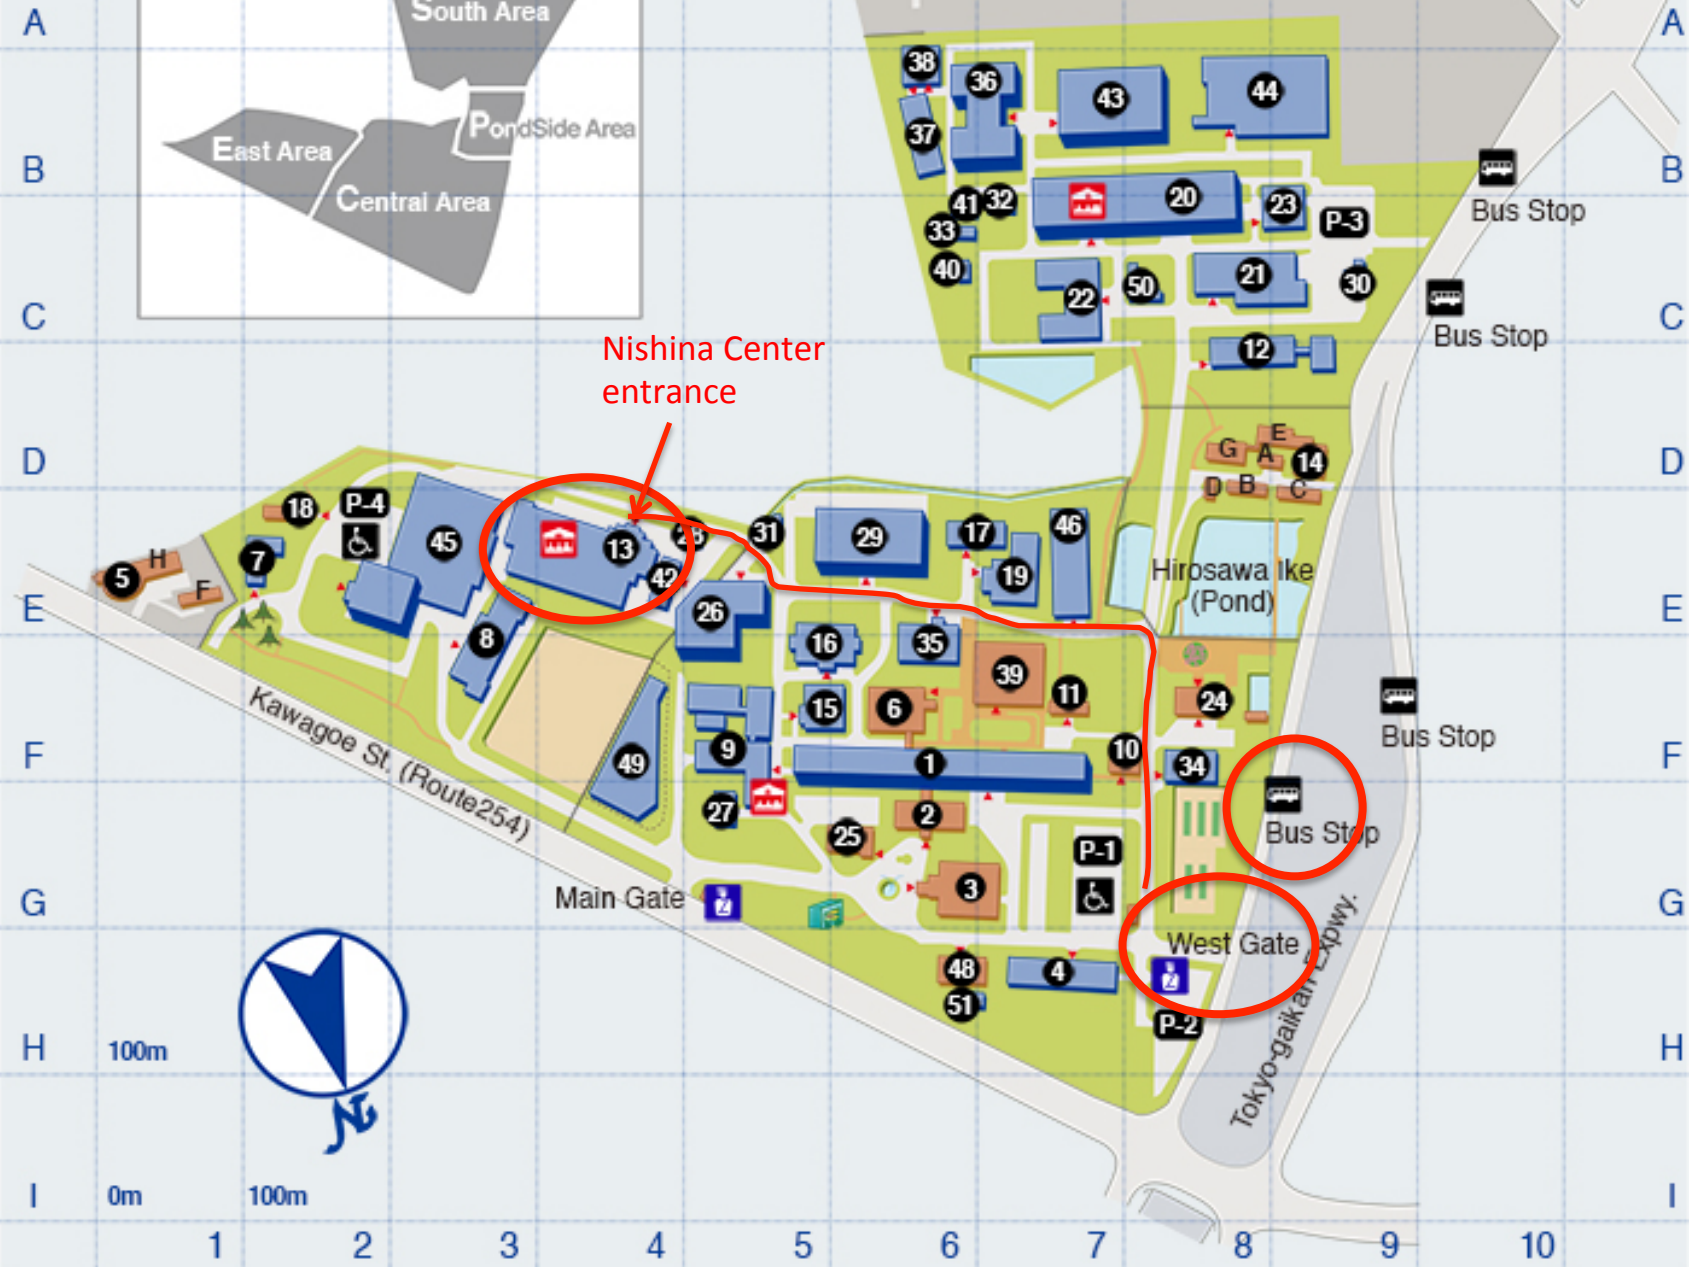 A
South Area
PondSide Area
East Area
Central Area
A
38
36
43
44
37
B
B
Bus Stop
41
32
20
23
P-3
33
40
22
50
21
30
C
C
Bus Stop
12
Nishina Center
entrance
D
D
E
G
A
14
D
B
C
18
P-4
45
13
28
42
31
29
17
46
19
5
H
7
F
Hirosawa Ike
(Pond)
E
E
8
26
16
35
39
11
24
Kawagoe St. (Route254)
49
9
15
6
10
34
Bus Stop
F
F
1
27
2
25
P-1
Bus Stop
3
Main Gate
G
G
West Gate
48
4
51
P-2
Tokyo-gaikan Expwy.
N
H
100m
H
I
0m
100m
I
1
2
3
4
5
6
7
8
9
10